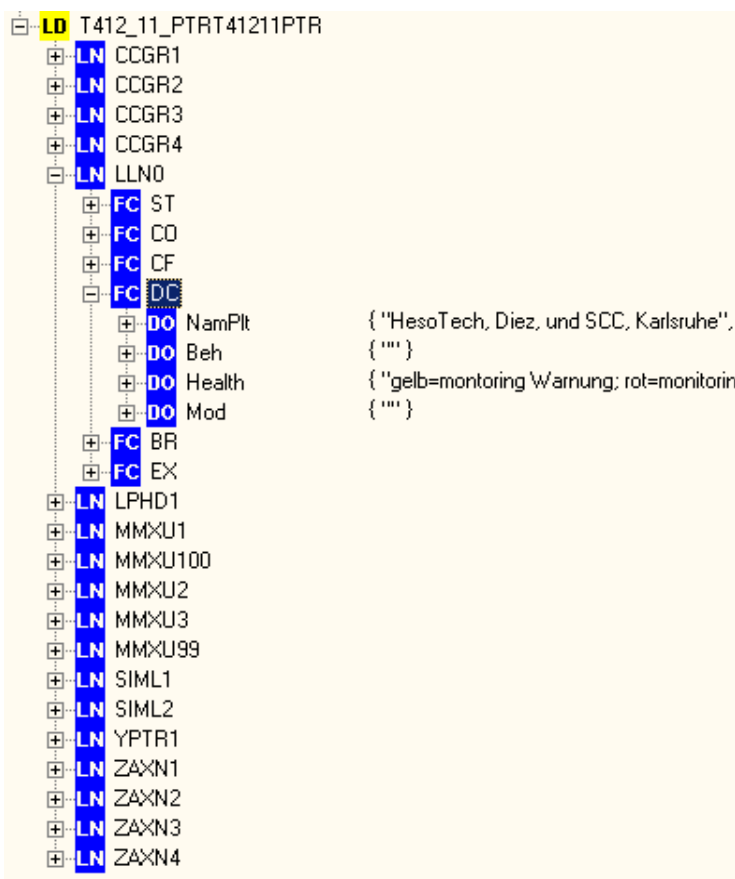 LD T412_11_PTRT41211PTR
LN CCGR1
LN CCGR2
LN CCGR3
LN CCGR4
LN LLN0
FC ST
FC CO
FC CF
FC DC
DO NamPlt { "HesoTech, Diez, und SCC, Karlsruhe",
DO Beh { "" }
DO Health { "gelb=montoring Warnung; rot=monitorin
DO Mod { "" }
FC BR
FC EX
LN LPHD1
LN MMXU1
LN MMXU100
LN MMXU2
LN MMXU3
LN MMXU99
LN SIML1
LN SIML2
LN YPTR1
LN ZAXN1
LN ZAXN2
LN ZAXN3
LN ZAXN4